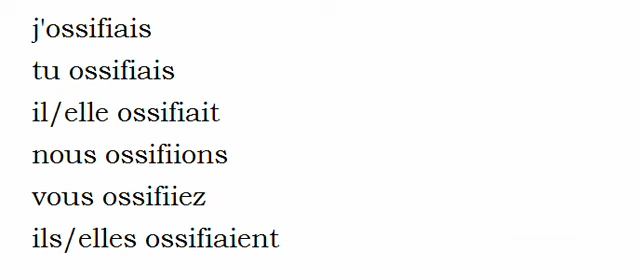 j'ossifiais
tu ossifiais
il/elle ossifiait
nous ossifiions
vous ossifiiez
ils/elles ossifiaient